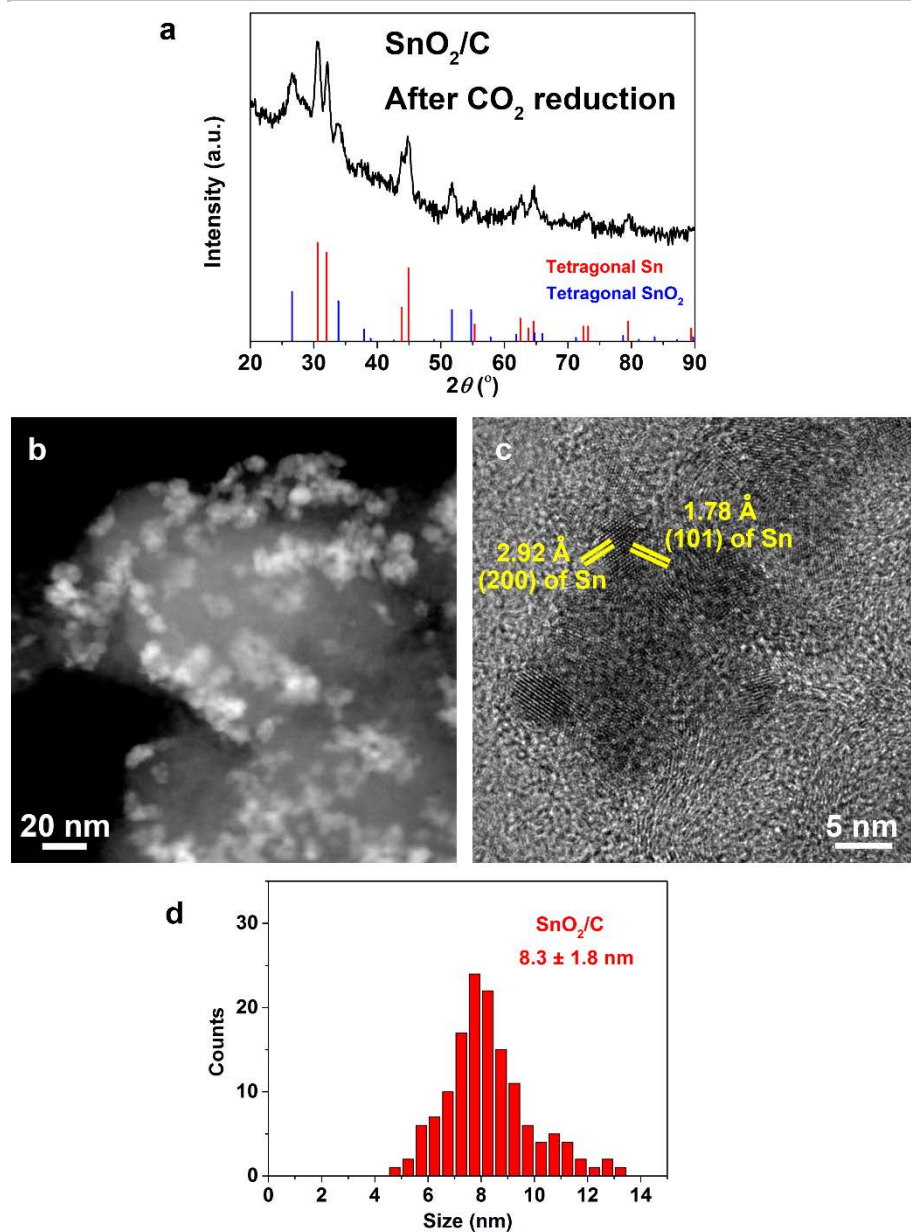 a
SnO₂/C
After CO₂ reduction
Intensity (a.u.)
Tetragonal Sn
Tetragonal SnO₂
20 30 40 50 60 70 80 90
2θ (°)
b
20 nm
c
1.78 Å
(101) of Sn
2.92 Å
(200) of Sn
5 nm
d
30
20
10
0
Counts
SnO₂/C
8.3 ± 1.8 nm
0 2 4 6 8 10 12 14
Size (nm)